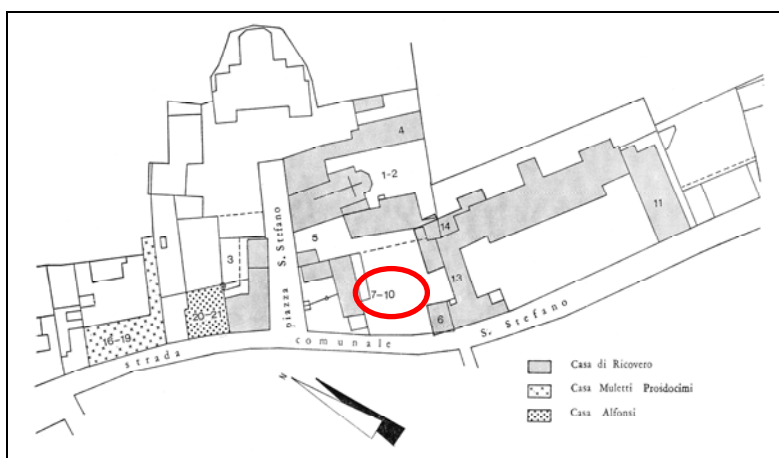 4
1-2
piazza S. Stefano
5
14
11
3
13
7-10
20-21
6
16-19
strada comunale S. Stefano
N
Casa di Ricovero
Casa Muletti Prosdocimi
Casa Alfonsi